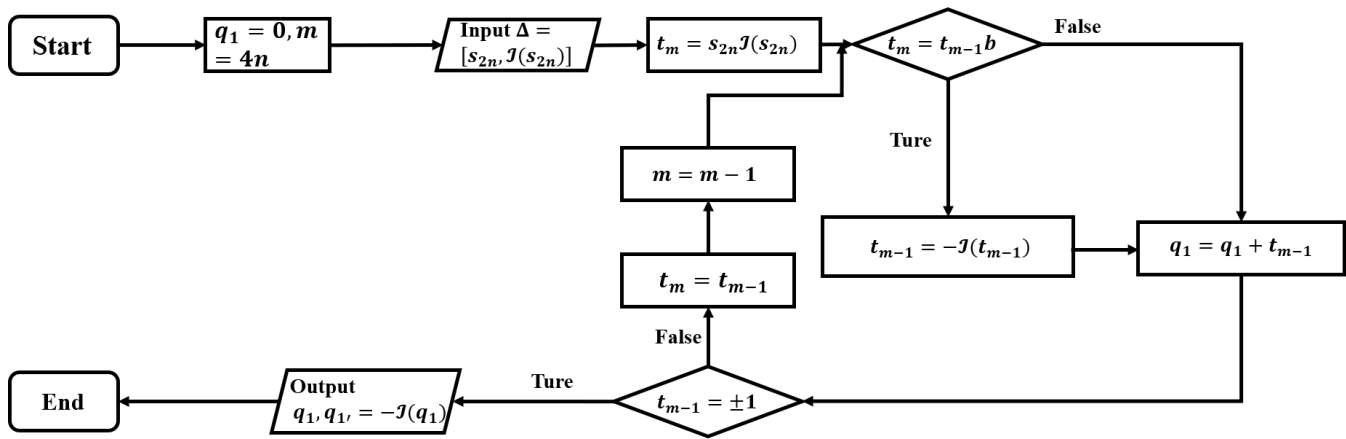 Start
q₁ = 0, m
= 4n
Input Δ =
[s₂ₙ, ℐ(s₂ₙ)]
tₘ = s₂ₙℐ(s₂ₙ)
tₘ = tₘ₋₁b
False
Ture
m = m − 1
tₘ₋₁ = −ℐ(tₘ₋₁)
q₁ = q₁ + tₘ₋₁
tₘ = tₘ₋₁
False
tₘ₋₁ = ±1
Ture
Output
q₁, q₁′ = −ℐ(q₁)
End